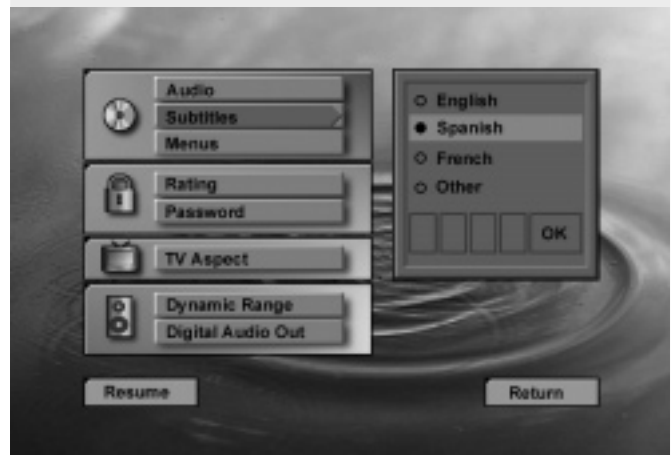 Audio
Subtitles
Menus
Rating
Password
TV Aspect
Dynamic Range
Digital Audio Out
English
Spanish
French
Other
OK
Resume
Return